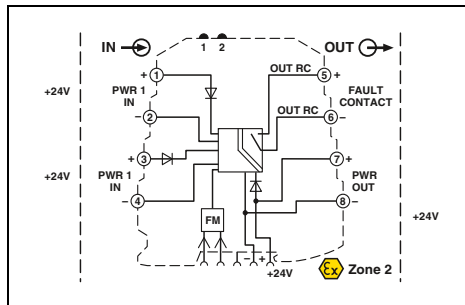 IN OUT
1 2
+ 1 OUT RC 5 +
+24V PWR 1 IN FAULT CONTACT
- 2 OUT RC 6 -
+ 3 7 +
+24V PWR 1 IN PWR OUT
- 4 8 -
FM +24V
- +
+24V Ex Zone 2